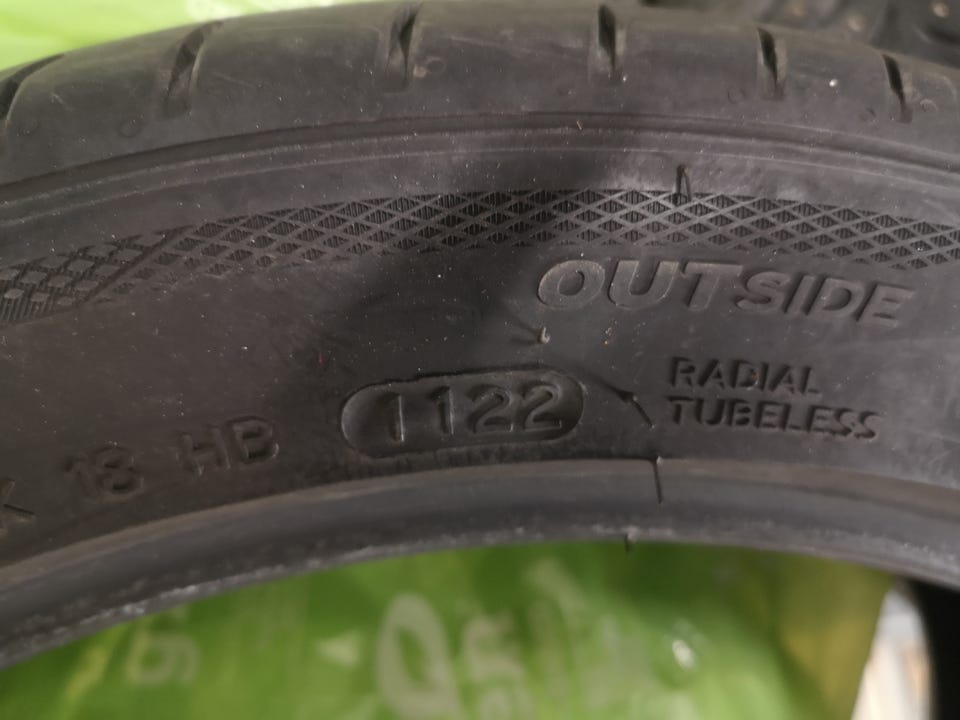 OUTSIDE
RADIAL
TUBELESS
1122
18 HB